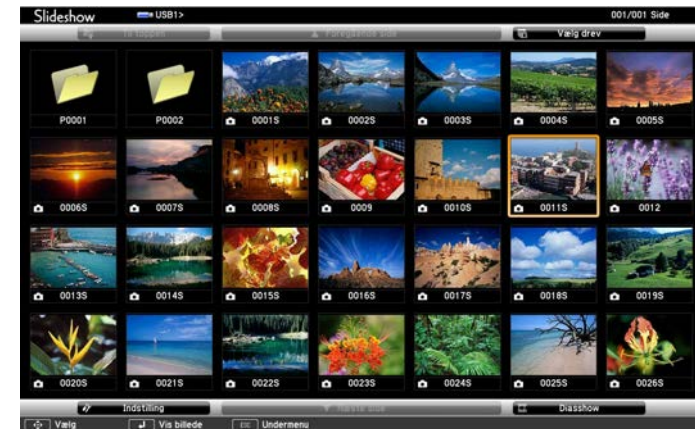 Slideshow USB1> 001/001 Side
Til toppen ▲ Foregående side Vælg drev
P0001 P0002 0001S 0002S 0003S 0004S 0005S
0006S 0007S 0008S 0009 0010S 0011S 0012
0013S 0014S 0015S 0016S 0017S 0018S 0019S
0020S 0021S 0022S 0023S 0024S 0025S 0026S
Indstilling ▼ Næste side Diasshow
Vælg Vis billede Esc Undermenu